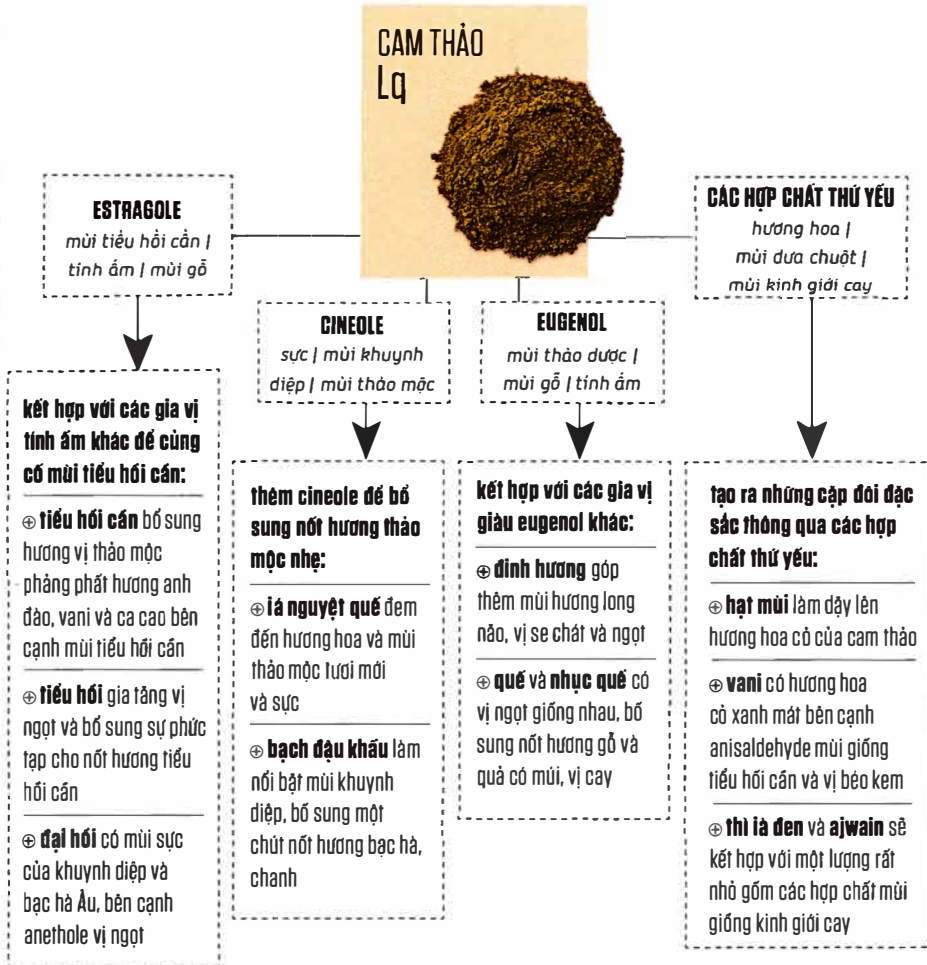 CAM THẢO
Lq
ESTRAGOLE
mùi tiểu hồi cần |
tính ấm | mùi gỗ
CÁC HỢP CHẤT THỨ YẾU
hương hoa |
mùi dưa chuột |
mùi kinh giới cay
CINEOLE
sực | mùi khuynh
diệp | mùi thảo mộc
EUGENOL
mùi thảo dược |
mùi gỗ | tính ấm
kết hợp với các gia vị
tính ấm khác để củng
cố mùi tiểu hồi cần:
⊕ tiểu hồi cần bổ sung
hương vị thảo mộc
phảng phất hương anh
đào, vani và ca cao bên
cạnh mùi tiểu hồi cần
⊕ tiểu hồi gia tăng vị
ngọt và bổ sung sự phức
tạp cho nốt hương tiểu
hồi cần
⊕ đại hồi có mùi sực
của khuynh diệp và
bạc hà Âu, bên cạnh
anethole vị ngọt
thêm cineole để bổ
sung nốt hương thảo
mộc nhẹ:
⊕ lá nguyệt quế đem
đến hương hoa và mùi
thảo mộc tươi mới
và sực
⊕ bạch đậu khấu làm
nổi bật mùi khuynh
diệp, bổ sung một
chút nốt hương bạc hà,
chanh
kết hợp với các gia vị
giàu eugenol khác:
⊕ đinh hương góp
thêm mùi hương long
não, vị se chát và ngọt
⊕ quế và nhục quế có
vị ngọt giống nhau, bổ
sung nốt hương gỗ và
quả có múi, vị cay
tạo ra những cặp đôi đặc
sắc thông qua các hợp
chất thứ yếu:
⊕ hạt mùi làm dậy lên
hương hoa cỏ của cam thảo
⊕ vani có hương hoa
cỏ xanh mát bên cạnh
anisaldehyde mùi giống
tiểu hồi cần và vị béo kem
⊕ thì là đen và ajwain sẽ
kết hợp với một lượng rất
nhỏ gồm các hợp chất mùi
giống kinh giới cay